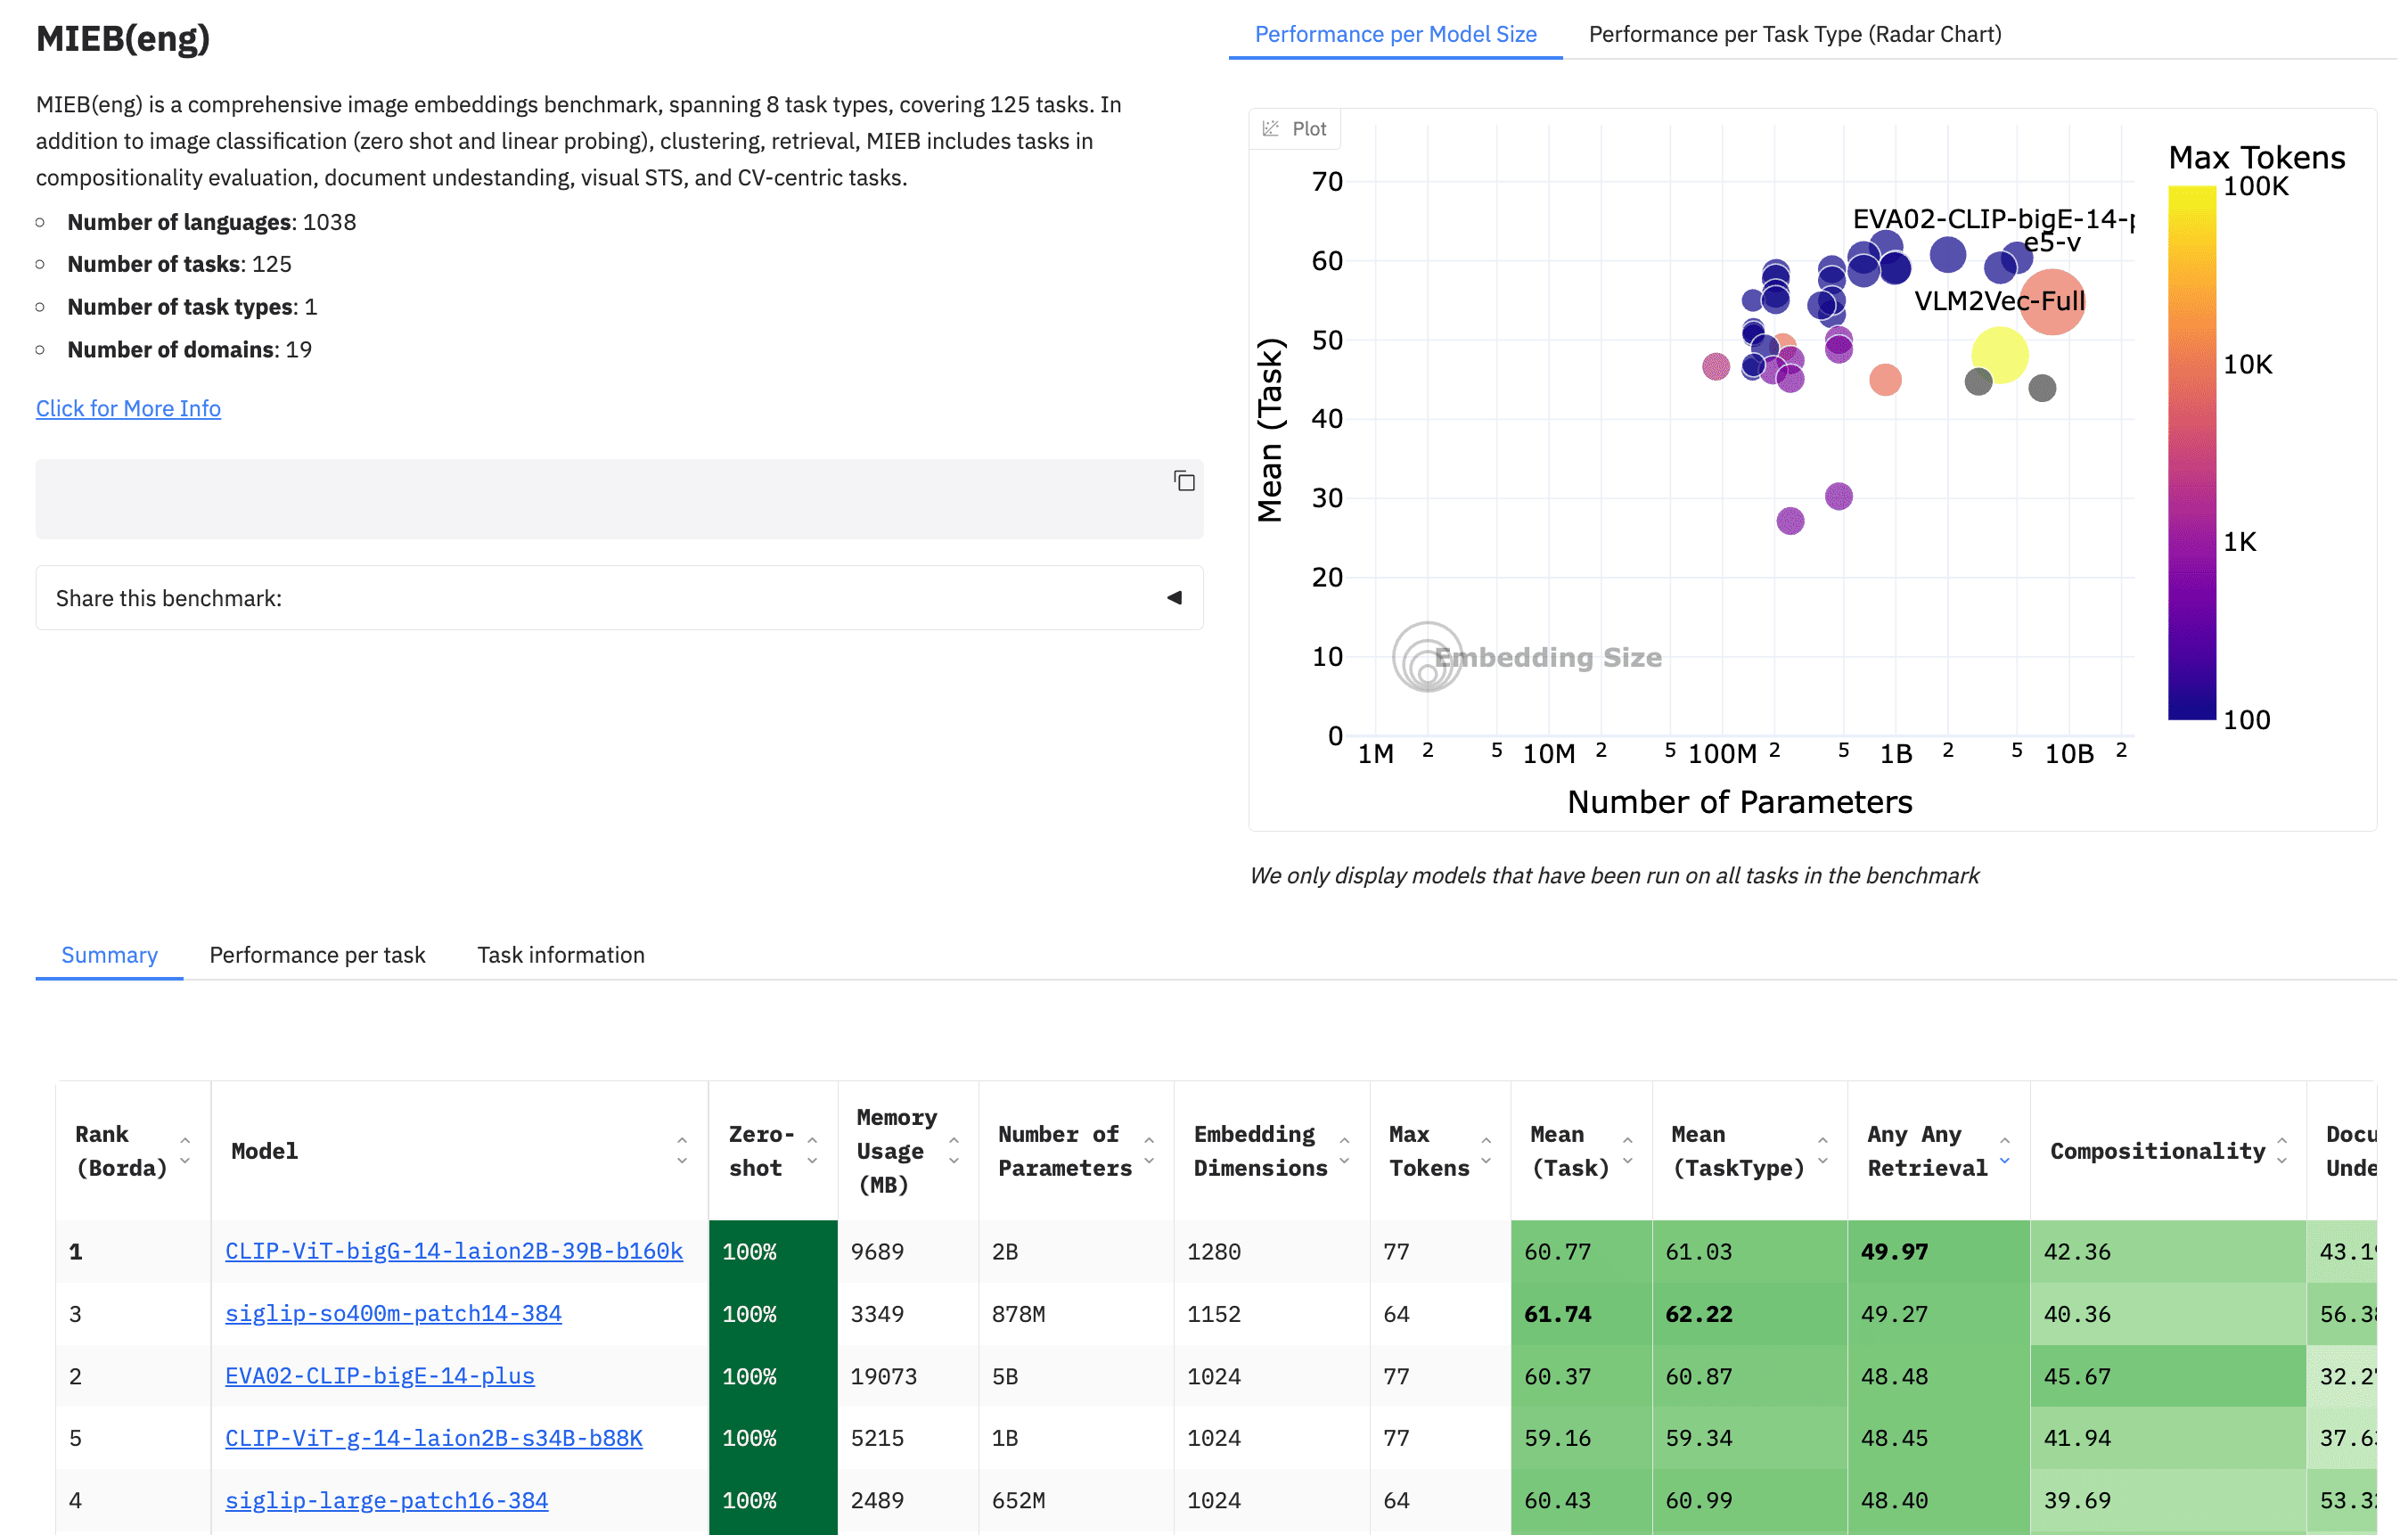 MIEB(eng)
MIEB(eng) is a comprehensive image embeddings benchmark, spanning 8 task types, covering 125 tasks. In
addition to image classification (zero shot and linear probing), clustering, retrieval, MIEB includes tasks in
compositionality evaluation, document undestanding, visual STS, and CV-centric tasks.
Number of languages: 1038
Number of tasks: 125
Number of task types: 1
Number of domains: 19
Click for More Info
Share this benchmark:
Performance per Model Size
Performance per Task Type (Radar Chart)
Plot
Max Tokens
100K
10K
1K
100
Mean (Task)
70
60
50
40
30
20
10
0
EVA02-CLIP-bigE-14-p
e5-v
VLM2Vec-Full
Embedding Size
1M 2 5 10M 2 5 100M 2 5 1B 2 5 10B 2
Number of Parameters
We only display models that have been run on all tasks in the benchmark
Summary Performance per task Task information
Rank (Borda) Model Zero-shot Memory Usage (MB) Number of Parameters Embedding Dimensions Max Tokens Mean (Task) Mean (TaskType) Any Any Retrieval Compositionality Docu Unde
1 CLIP-ViT-bigG-14-laion2B-39B-b160k 100% 9689 2B 1280 77 60.77 61.03 49.97 42.36 43.1
3 siglip-so400m-patch14-384 100% 3349 878M 1152 64 61.74 62.22 49.27 40.36 56.3
2 EVA02-CLIP-bigE-14-plus 100% 19073 5B 1024 77 60.37 60.87 48.48 45.67 32.2
5 CLIP-ViT-g-14-laion2B-s34B-b88K 100% 5215 1B 1024 77 59.16 59.34 48.45 41.94 37.6
4 siglip-large-patch16-384 100% 2489 652M 1024 64 60.43 60.99 48.40 39.69 53.3